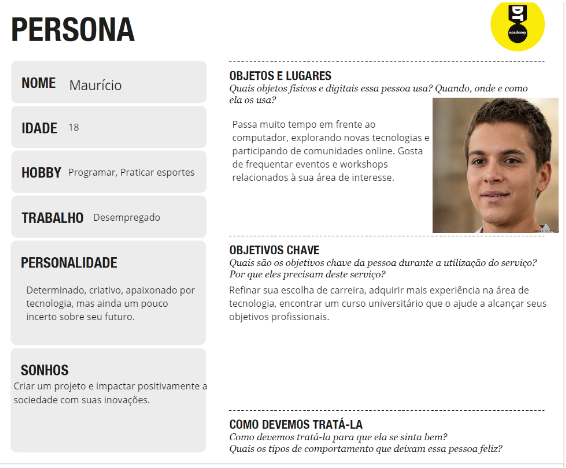 PERSONA
DT
academy
NOME Maurício
IDADE 18
HOBBY Programar, Praticar esportes
TRABALHO Desempregado
PERSONALIDADE
Determinado, criativo, apaixonado por
tecnologia, mas ainda um pouco
incerto sobre seu futuro.
SONHOS
Criar um projeto e impactar positivamente a
sociedade com suas inovações.
OBJETOS E LUGARES
Quais objetos físicos e digitais essa pessoa usa? Quando, onde e como
ela os usa?
Passa muito tempo em frente ao
computador, explorando novas tecnologias e
participando de comunidades online. Gosta
de frequentar eventos e workshops
relacionados à sua área de interesse.
OBJETIVOS CHAVE
Quais são os objetivos chave da pessoa durante a utilização do serviço?
Por que eles precisam deste serviço?
Refinar sua escolha de carreira, adquirir mais experiência na área de
tecnologia, encontrar um curso universitário que o ajude a alcançar seus
objetivos profissionais.
COMO DEVEMOS TRATÁ-LA
Como devemos tratá-la para que ela se sinta bem?
Quais os tipos de comportamento que deixam essa pessoa feliz?